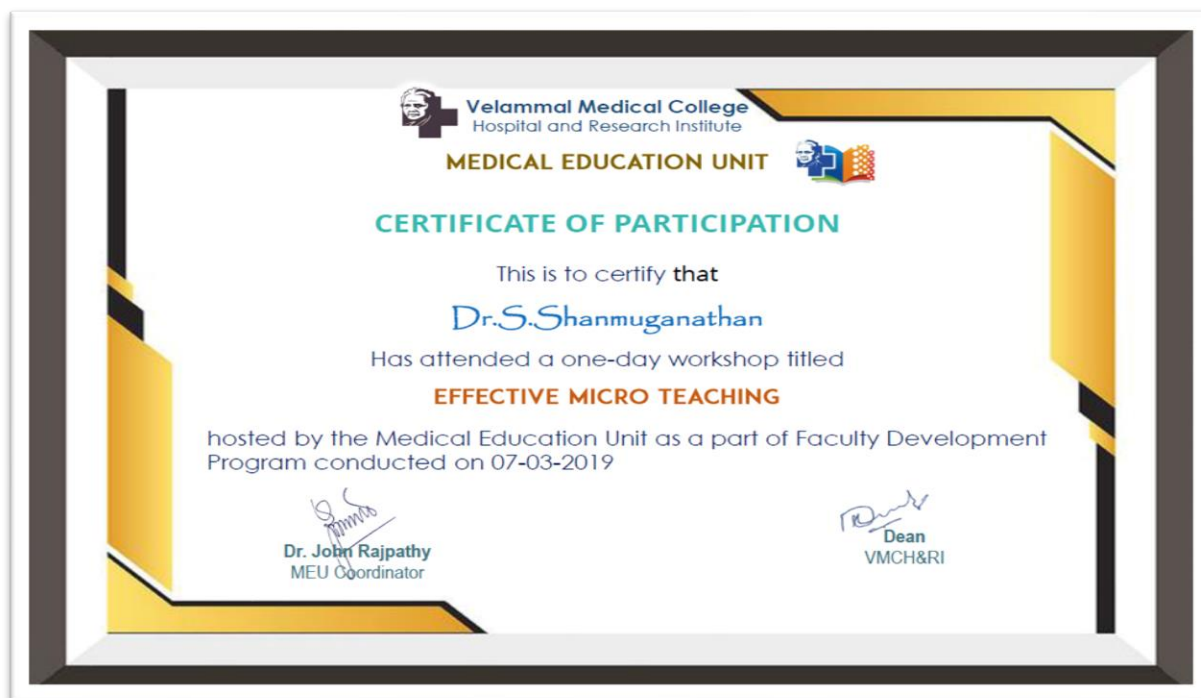 Velammal Medical College
Hospital and Research Institute
MEDICAL EDUCATION UNIT
CERTIFICATE OF PARTICIPATION
This is to certify that
Dr.S.Shanmuganathan
Has attended a one-day workshop titled
EFFECTIVE MICRO TEACHING
hosted by the Medical Education Unit as a part of Faculty Development
Program conducted on 07-03-2019
Dr. John Rajpathy
MEU Coordinator
Dean
VMCH&RI